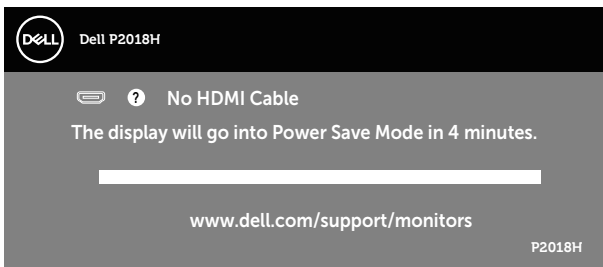 DELL Dell P2018H
? No HDMI Cable
The display will go into Power Save Mode in 4 minutes.
www.dell.com/support/monitors
P2018H